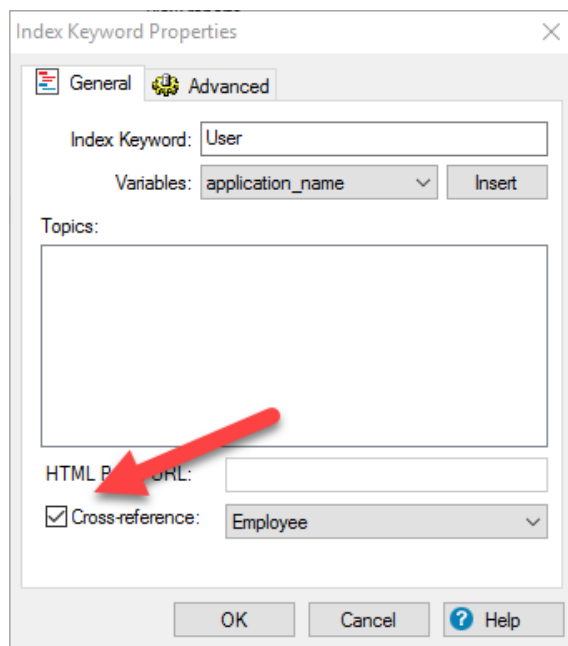 Index Keyword Properties
General
Advanced
Index Keyword: User
Variables: application_name Insert
Topics:
HTML URL:
Cross-reference: Employee
OK Cancel Help